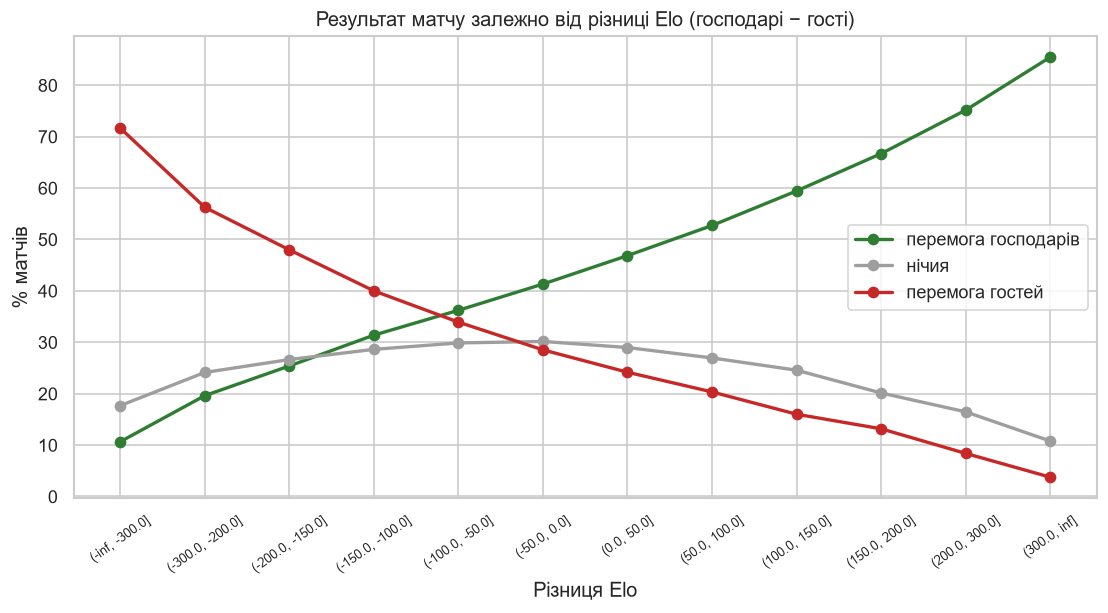 Результат матчу залежно від різниці Elo (господарі − гості)
% матчів
80
70
60
50
40
30
20
10
0
перемога господарів
нічия
перемога гостей
(-inf, -300.0]
(-300.0, -200.0]
(-200.0, -150.0]
(-150.0, -100.0]
(-100.0, -50.0]
(-50.0, 0.0]
(0.0, 50.0]
(50.0, 100.0]
(100.0, 150.0]
(150.0, 200.0]
(200.0, 300.0]
(300.0, inf]
Різниця Elo